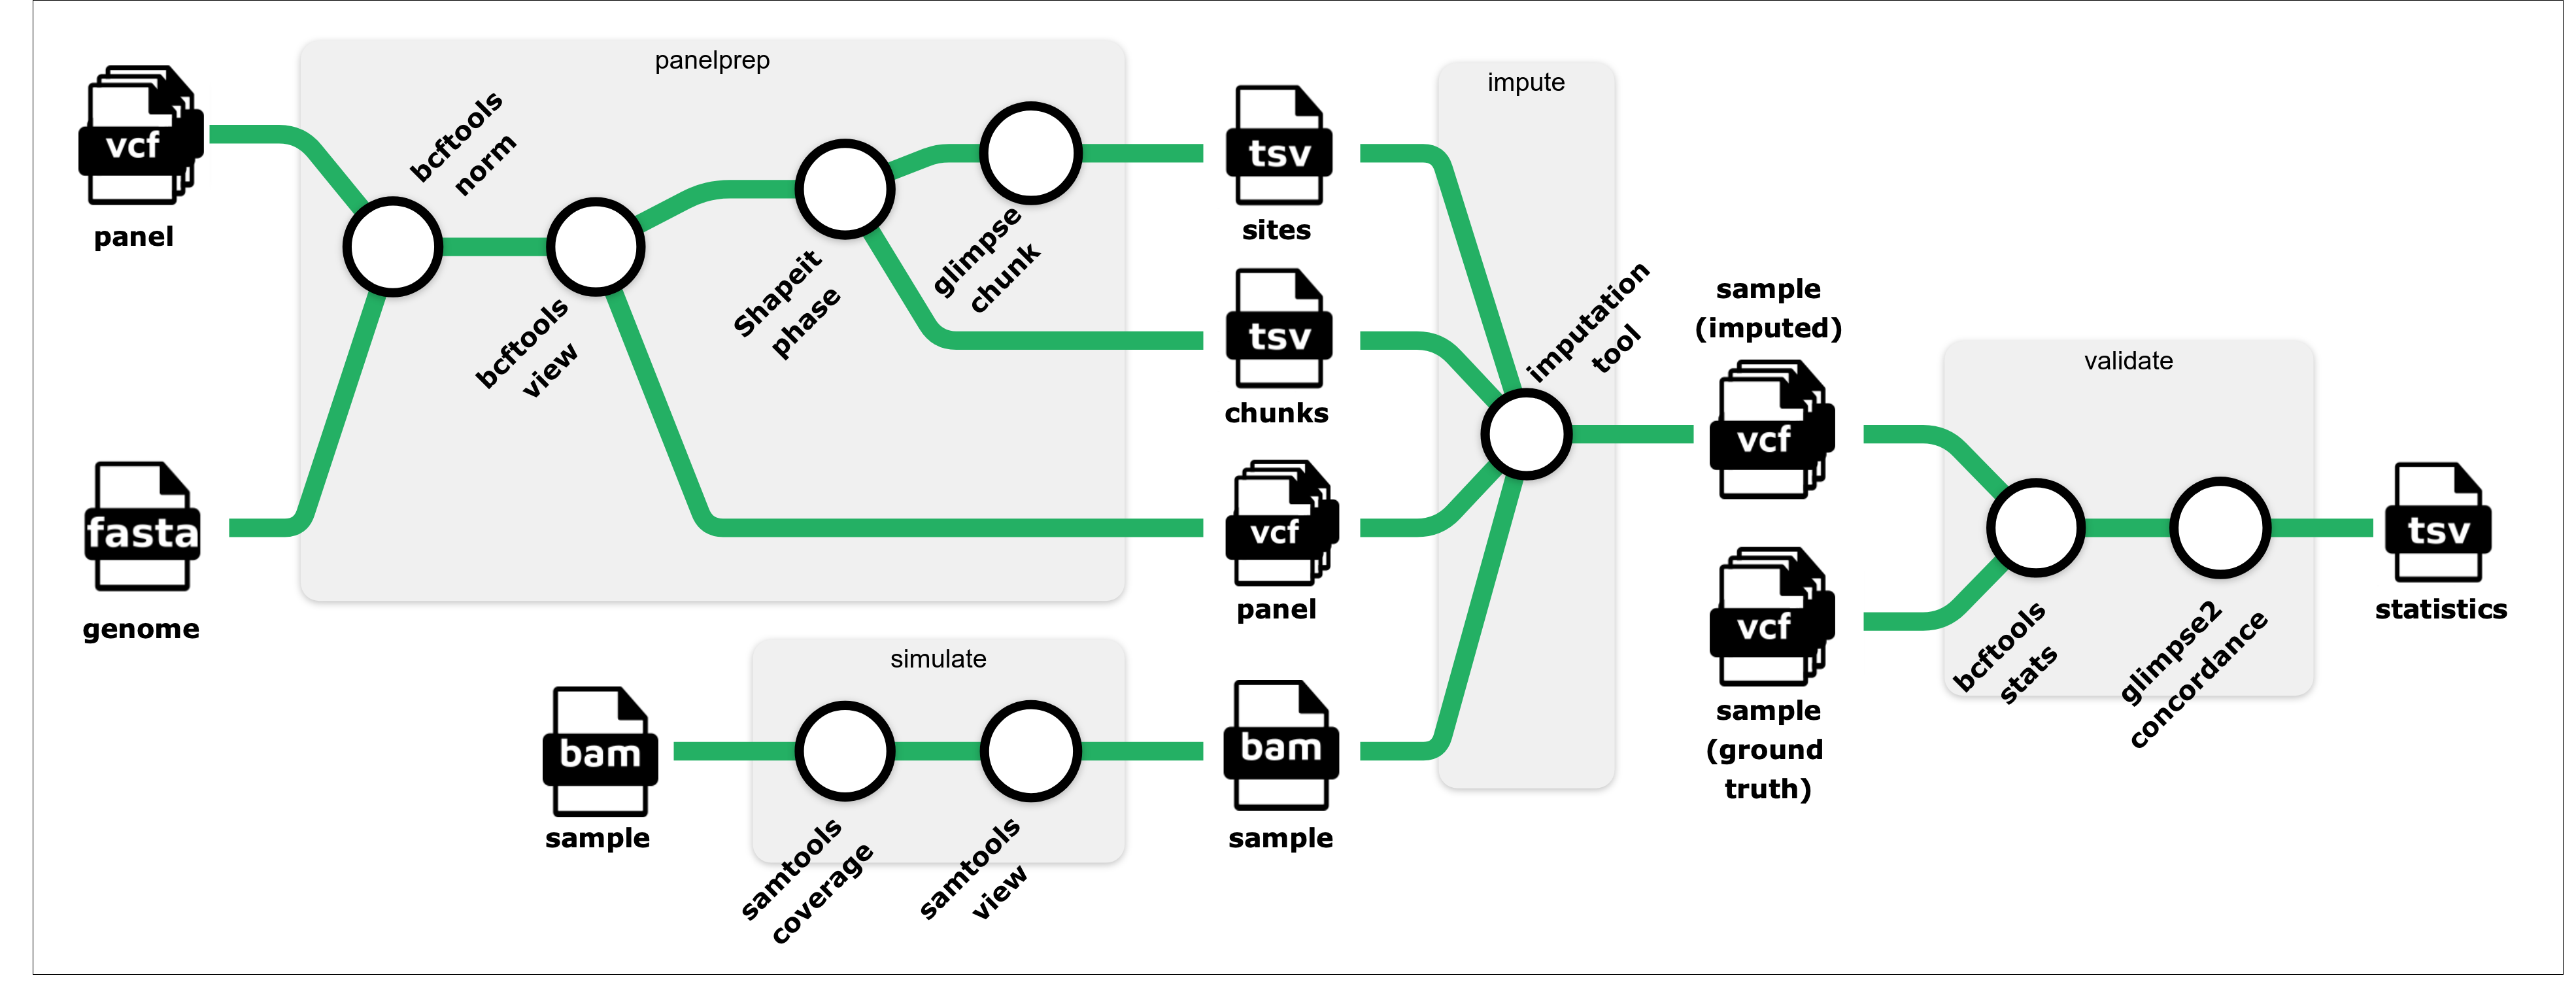 panelprep
vcf
panel
fasta
genome
bcftools
norm
bcftools
view
Shapeit
phase
glimpse
chunk
tsv
sites
tsv
chunks
vcf
panel
simulate
bam
sample
samtools
coverage
samtools
view
bam
sample
impute
imputation
tool
sample
(imputed)
vcf
vcf
sample
(ground
truth)
validate
bcftools
stats
glimpse2
concordance
tsv
statistics